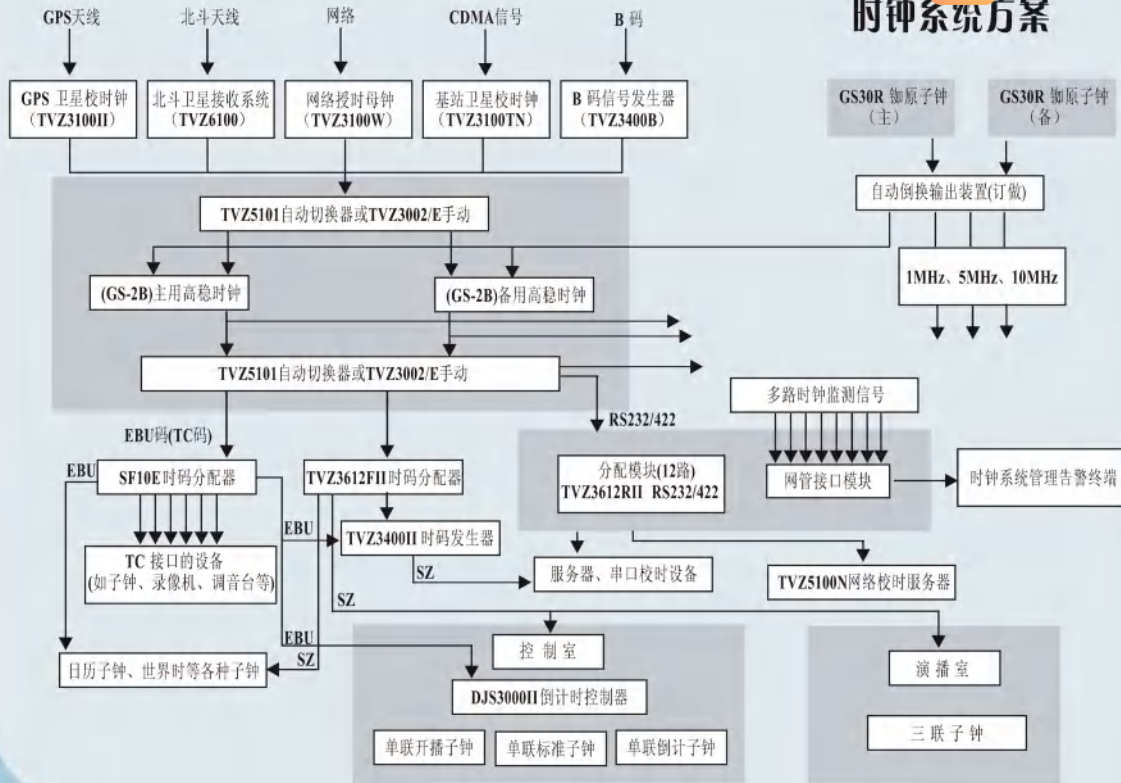 时钟系统方案
GPS天线
北斗天线
网络
CDMA信号
B 码
GPS 卫星校时钟
(TVZ3100II)
北斗卫星接收系统
(TVZ6100)
网络授时母钟
(TVZ3100W)
基站卫星校时钟
(TVZ3100TN)
B 码信号发生器
(TVZ3400B)
GS30R 铷原子钟
(主)
GS30R 铷原子钟
(备)
自动倒换输出装置(订做)
TVZ5101自动切换器或TVZ3002/E手动
(GS-2B)主用高稳时钟
(GS-2B)备用高稳时钟
1MHz、5MHz、10MHz
TVZ5101自动切换器或TVZ3002/E手动
多路时钟监测信号
RS232/422
EBU码(TC码)
EBU
SF10E时码分配器
TVZ3612FII时码分配器
分配模块(12路)
TVZ3612RII RS232/422
网管接口模块
时钟系统管理告警终端
EBU
TVZ3400II时码发生器
TC 接口的设备
(如子钟、录像机、调音台等)
SZ
服务器、串口校时设备
TVZ5100N网络校时服务器
SZ
EBU
SZ
日历子钟、世界时等各种子钟
控 制 室
演 播 室
DJS3000II倒计时控制器
三 联 子 钟
单联开播子钟
单联标准子钟
单联倒计子钟